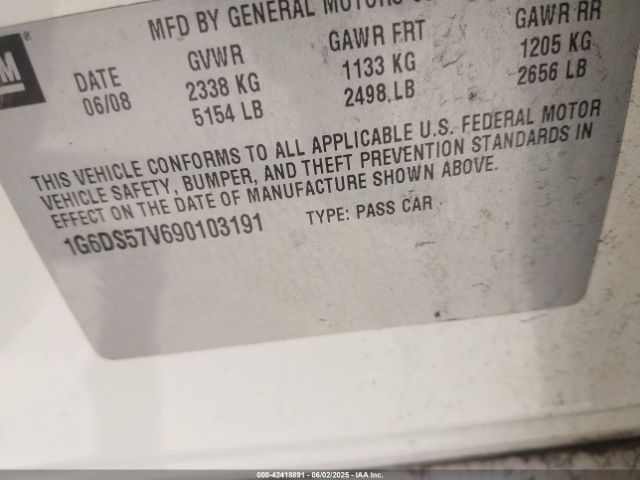 GM ®
MFD BY GENERAL MOTORS
DATE
06/08
GVWR
2338 KG
5154 LB
GAWR FRT
1133 KG
2498 LB
GAWR RR
1205 KG
2656 LB
THIS VEHICLE CONFORMS TO ALL APPLICABLE U.S. FEDERAL MOTOR
VEHICLE SAFETY, BUMPER, AND THEFT PREVENTION STANDARDS IN
EFFECT ON THE DATE OF MANUFACTURE SHOWN ABOVE.
1G6DS57V690103191 TYPE: PASS CAR
000-42418891 - 06/02/2025 - IAA Inc.